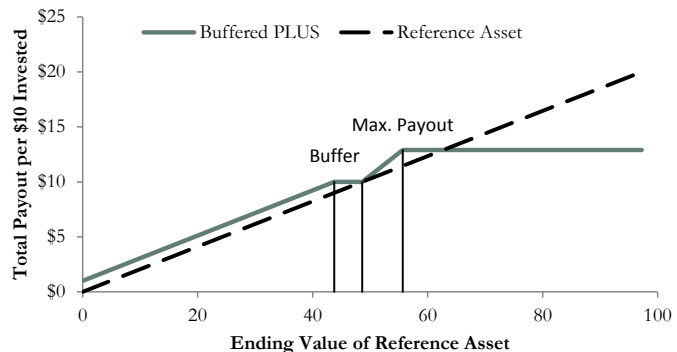 $25
Buffered PLUS
Reference Asset
$20
$15
Max. Payout
Buffer
$10
$5
$0
0
20
40
60
80
100
Total Payout per $10 Invested
Ending Value of Reference Asset